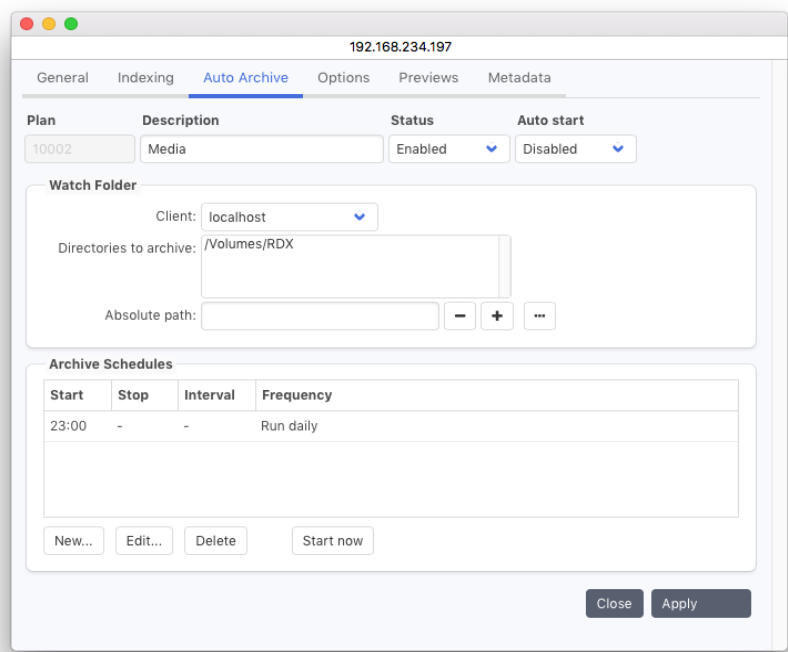 192.168.234.197
General Indexing Auto Archive Options Previews Metadata
Plan Description Status Auto start
10002 Media Enabled Disabled
Watch Folder
Client: localhost
Directories to archive: /Volumes/RDX
Absolute path:
Archive Schedules
Start Stop Interval Frequency
23:00 - - Run daily
New... Edit... Delete Start now
Close Apply